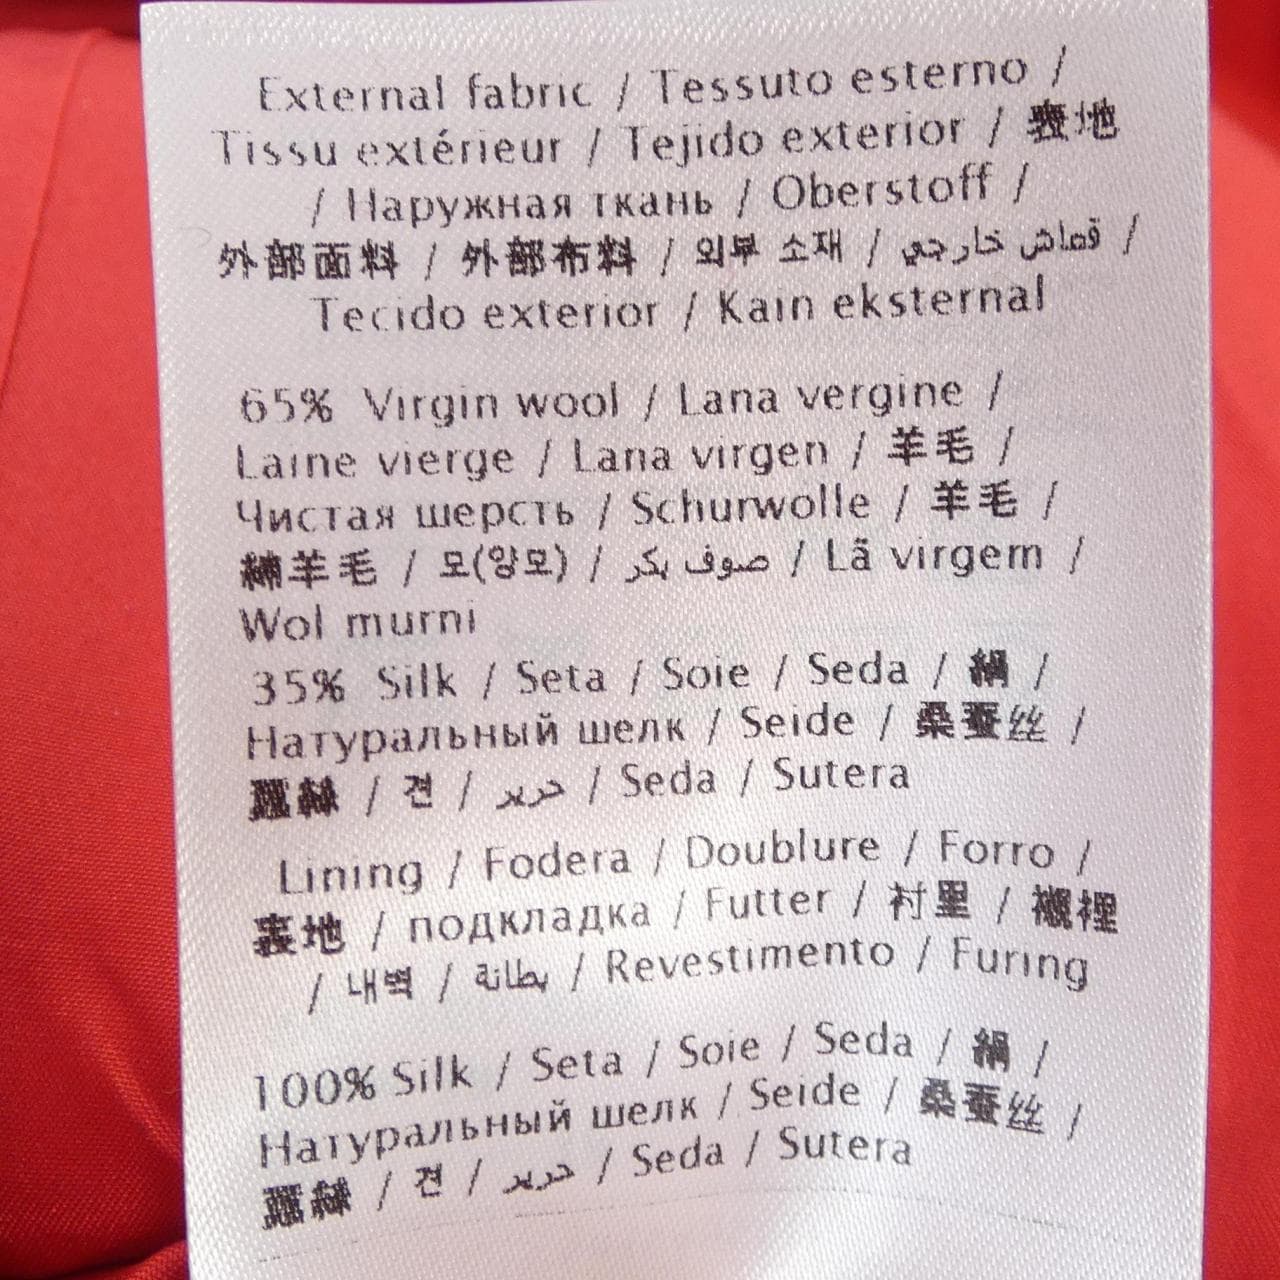 External fabric / Tessuto esterno /
Tissu extérieur / Tejido exterior / 表地
/ Наружная ткань / Oberstoff /
外部面料 / 外部布料 / 외부 소재 / قماش خارجي /
Tecido exterior / Kain eksternal
65% Virgin wool / Lana vergine /
Laine vierge / Lana virgen / 羊毛 /
Чистая шерсть / Schurwolle / 羊毛 /
綿羊毛 / 모(양모) / صوف بكر / Lã virgem /
Wol murni
35% Silk / Seta / Soie / Seda / 絹 /
Натуральный шелк / Seide / 桑蚕丝 /
蠶絲 / 견 / حرير / Seda / Sutera
Lining / Fodera / Doublure / Forro /
裏地 / подкладка / Futter / 衬里 / 襯裡
/ 내벽 / بطانة / Revestimento / Furing
100% Silk / Seta / Soie / Seda / 絹 /
Натуральный шелк / Seide / 桑蚕丝 /
蠶絲 / 견 / حرير / Seda / Sutera